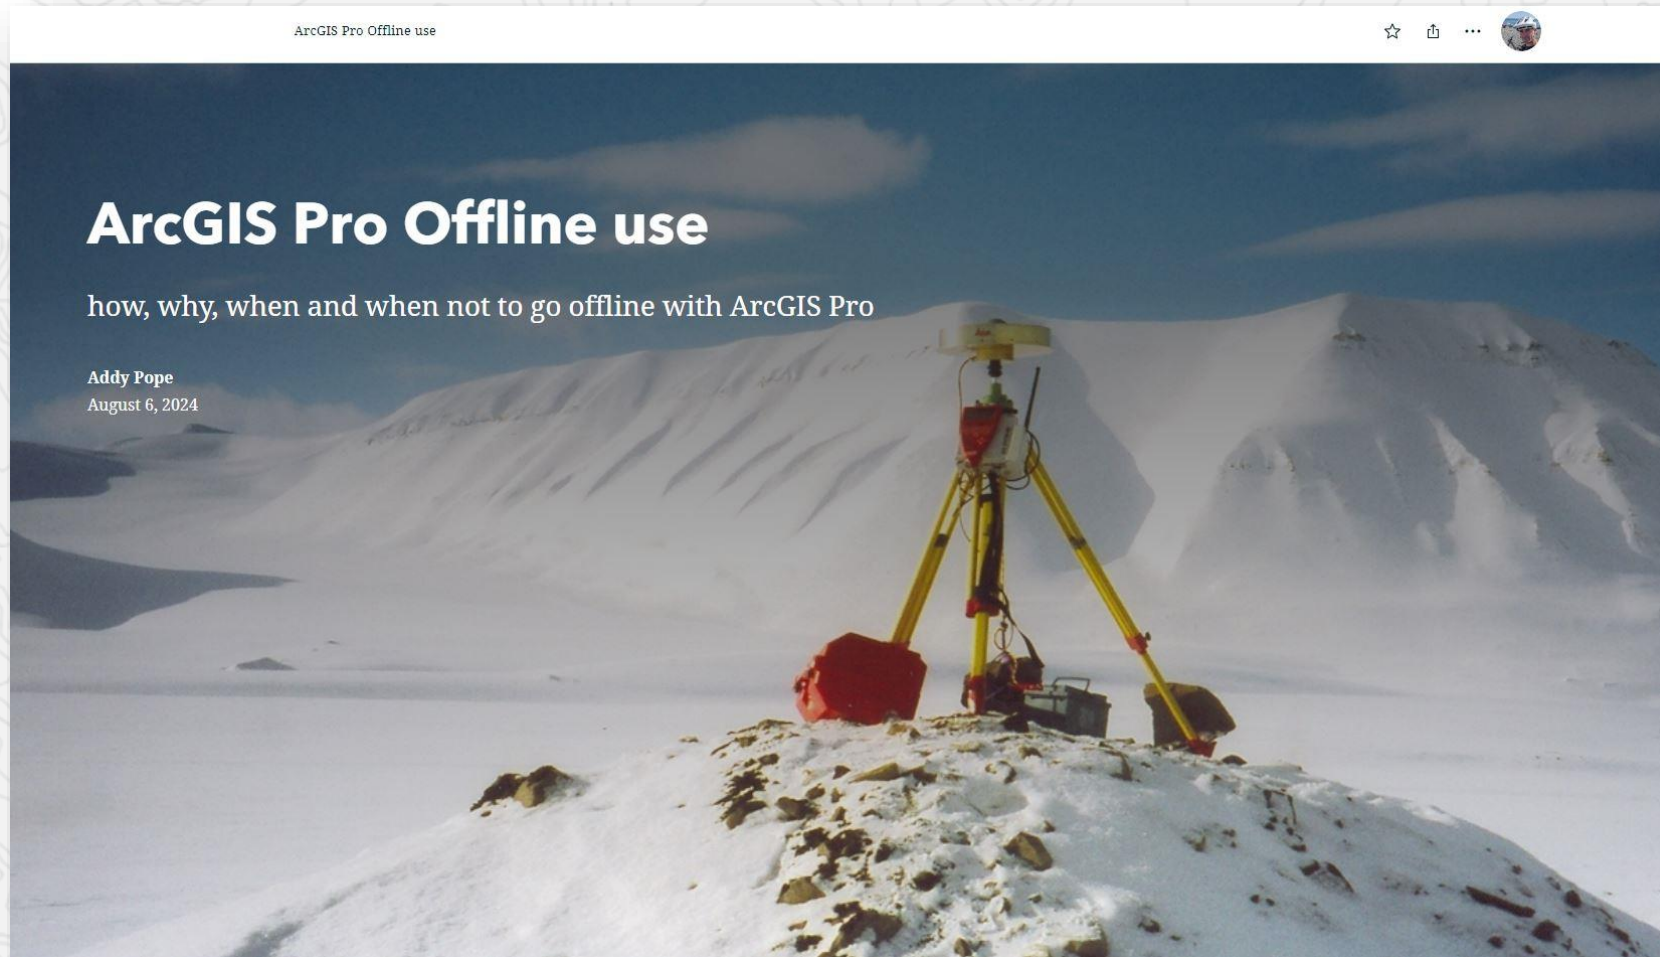 ArcGIS Pro Offline use
ArcGIS Pro Offline use
how, why, when and when not to go offline with ArcGIS Pro
Addy Pope
August 6, 2024